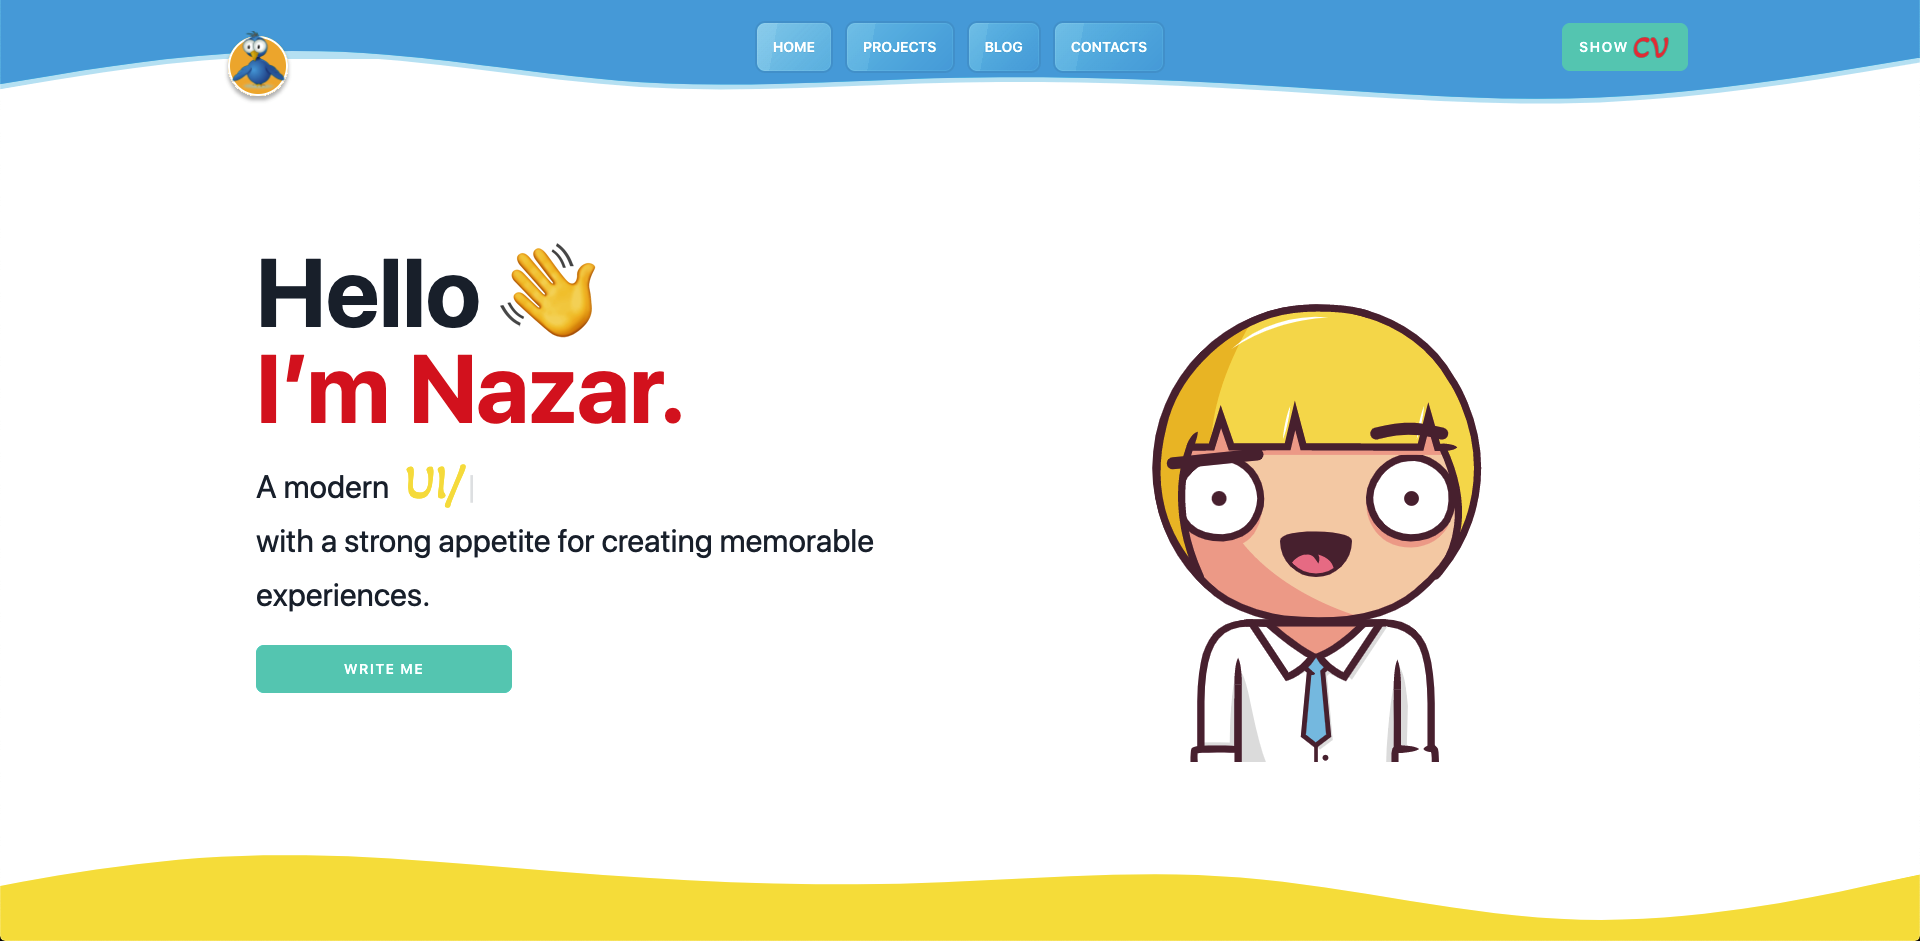 HOME
PROJECTS
BLOG
CONTACTS
SHOW CV
Hello 👋
I’m Nazar.
A modern UI/
with a strong appetite for creating memorable
experiences.
WRITE ME